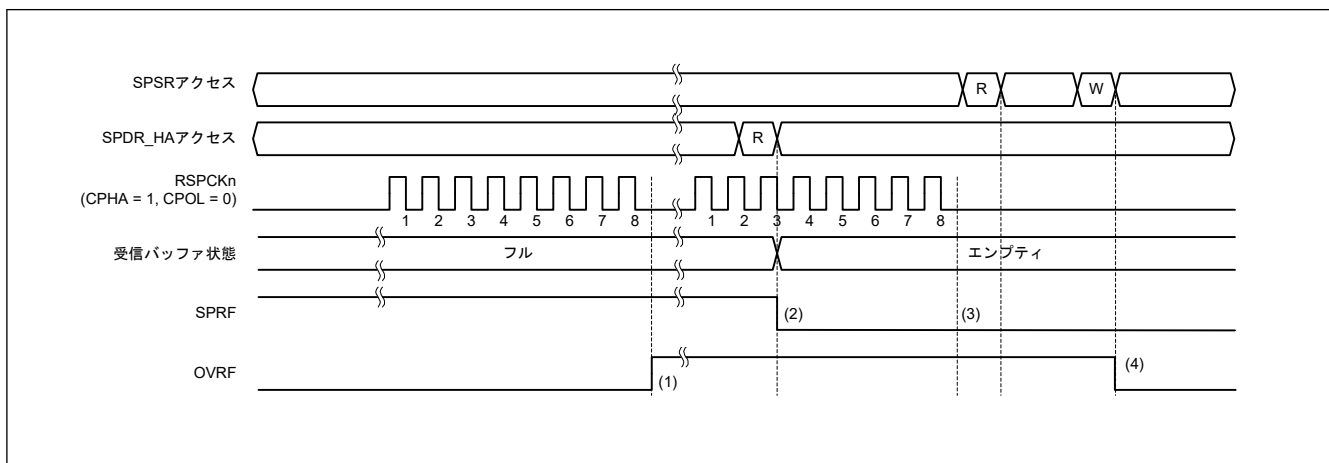 SPSRアクセス
R
W
SPDR_HAアクセス
R
RSPCKn
(CPHA = 1, CPOL = 0)
1 2 3 4 5 6 7 8 1 2 3 4 5 6 7 8
受信バッファ状態
フル
エンプティ
SPRF
(2)
(3)
OVRF
(1)
(4)